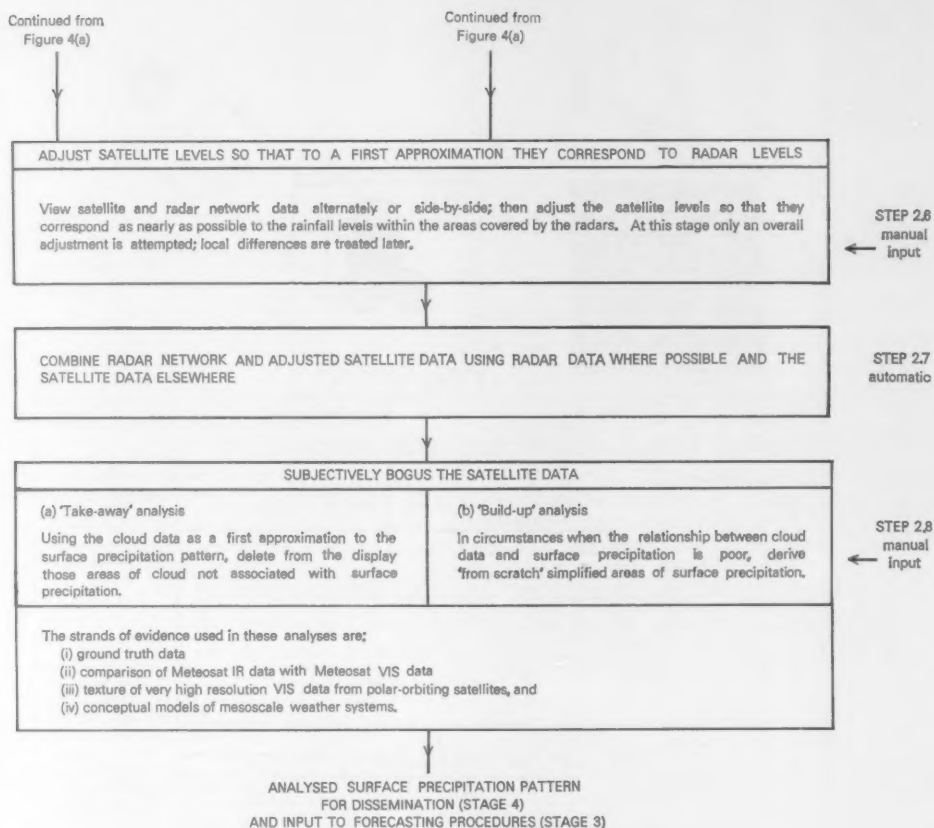 Continued from
Figure 4(a)
Continued from
Figure 4(a)
ADJUST SATELLITE LEVELS SO THAT TO A FIRST APPROXIMATION THEY CORRESPOND TO RADAR LEVELS
View satellite and radar network data alternately or side-by-side; then adjust the satellite levels so that they
correspond as nearly as possible to the rainfall levels within the areas covered by the radars. At this stage only an overall
adjustment is attempted; local differences are treated later.
STEP 2.6
manual
input
COMBINE RADAR NETWORK AND ADJUSTED SATELLITE DATA USING RADAR DATA WHERE POSSIBLE AND THE
SATELLITE DATA ELSEWHERE
STEP 2.7
automatic
SUBJECTIVELY BOGUS THE SATELLITE DATA
(a) 'Take-away' analysis
Using the cloud data as a first approximation to the
surface precipitation pattern, delete from the display
those areas of cloud not associated with surface
precipitation.
(b) 'Build-up' analysis
In circumstances when the relationship between cloud
data and surface precipitation is poor, derive
'from scratch' simplified areas of surface precipitation.
STEP 2.8
manual
input
The strands of evidence used in these analyses are:
(i) ground truth data
(ii) comparison of Meteosat IR data with Meteosat VIS data
(iii) texture of very high resolution VIS data from polar-orbiting satellites, and
(iv) conceptual models of mesoscale weather systems.
ANALYSED SURFACE PRECIPITATION PATTERN
FOR DISSEMINATION (STAGE 4)
AND INPUT TO FORECASTING PROCEDURES (STAGE 3)